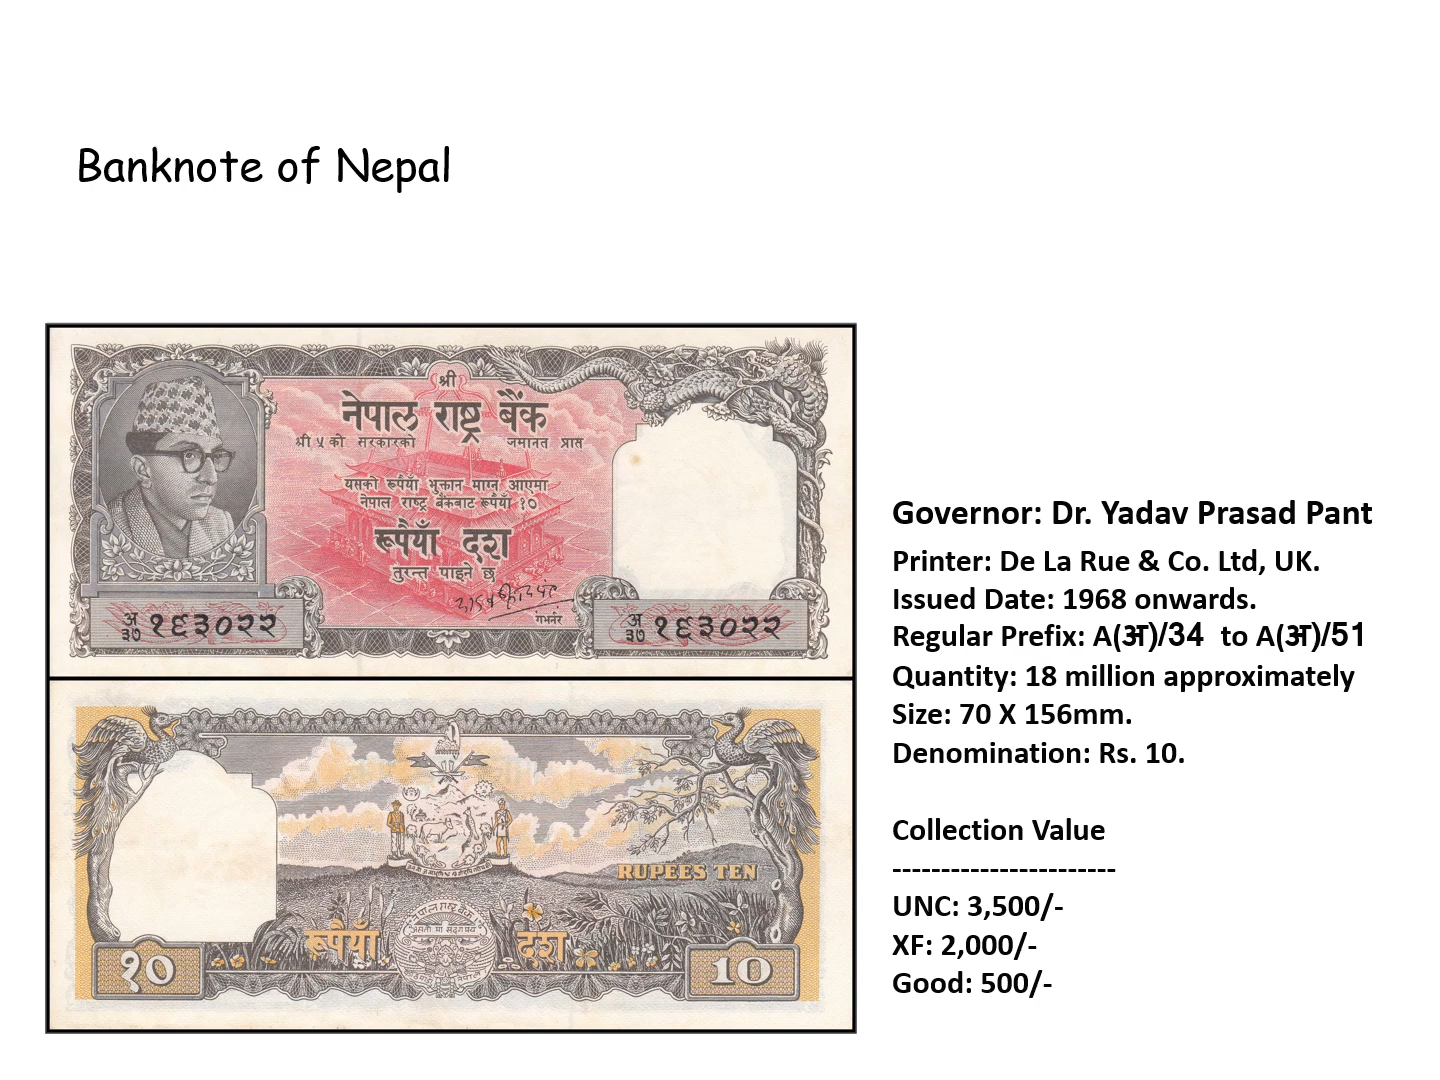 Banknote of Nepal
श्री
नेपाल राष्ट्र बैंक
श्री ५ को सरकारको जमानत प्राप्त
यसको रूपैयाँ भुक्तान माग्न आएमा
नेपाल राष्ट्र बैंकबाट रूपैयाँ १०
रूपैयाँ दश
तुरन्त पाइने छ
गभर्नर
अ/३७ १६३०२२
अ/३७ १६३०२२
RUPEES TEN
नेपाल राष्ट्र बैंक
रूपैयाँ दश
१०
10
Governor: Dr. Yadav Prasad Pant
Printer: De La Rue & Co. Ltd, UK.
Issued Date: 1968 onwards.
Regular Prefix: A(अ)/34 to A(अ)/51
Quantity: 18 million approximately
Size: 70 X 156mm.
Denomination: Rs. 10.
Collection Value
-----------------------
UNC: 3,500/-
XF: 2,000/-
Good: 500/-